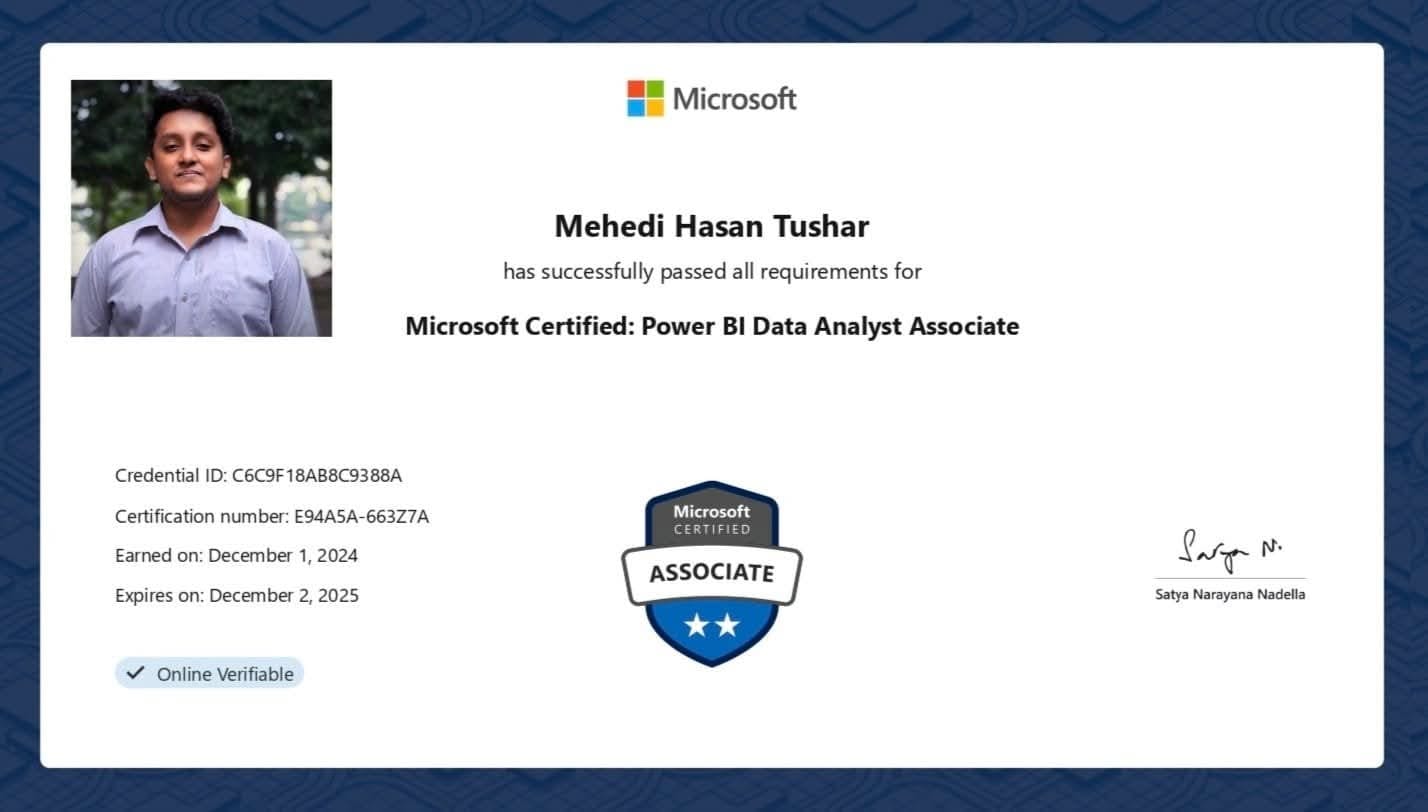 Microsoft
Mehedi Hasan Tushar
has successfully passed all requirements for
Microsoft Certified: Power BI Data Analyst Associate
Credential ID: C6C9F18AB8C9388A
Certification number: E94A5A-663Z7A
Earned on: December 1, 2024
Expires on: December 2, 2025
Online Verifiable
Microsoft
CERTIFIED
ASSOCIATE
Satya N.
Satya Narayana Nadella